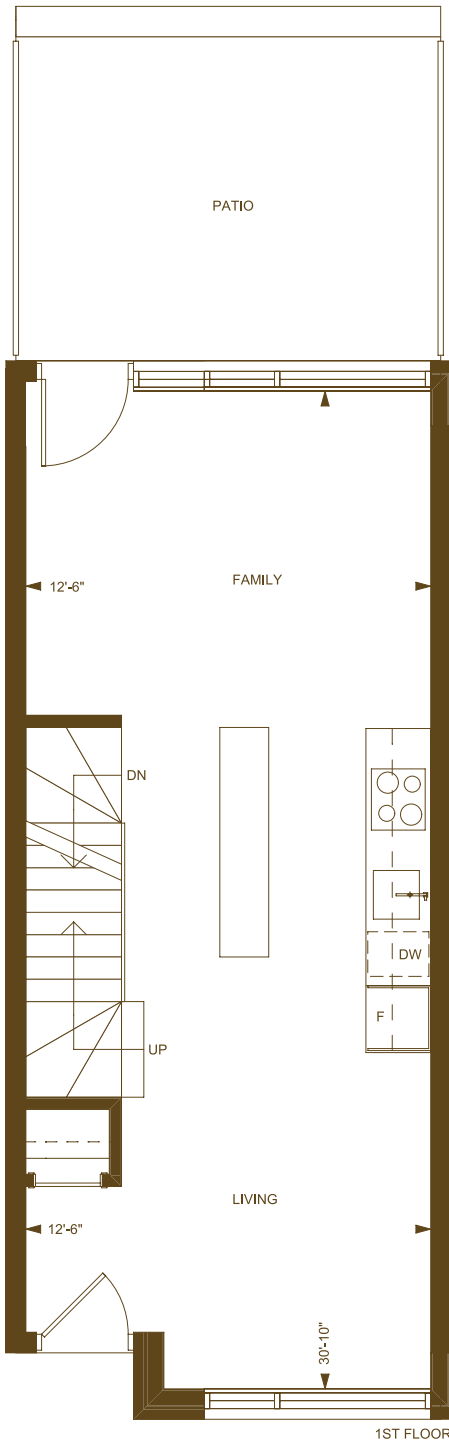 PATIO
FAMILY
12'-6"
DN
DW
F
UP
LIVING
12'-6"
30'-10"
1ST FLOOR